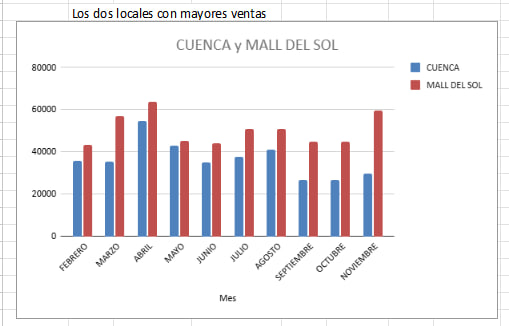 Los dos locales con mayores ventas
CUENCA y MALL DEL SOL
80000
60000
40000
20000
0
CUENCA
MALL DEL SOL
FEBRERO
MARZO
ABRIL
MAYO
JUNIO
JULIO
AGOSTO
SEPTIEMBRE
OCTUBRE
NOVIEMBRE
Mes